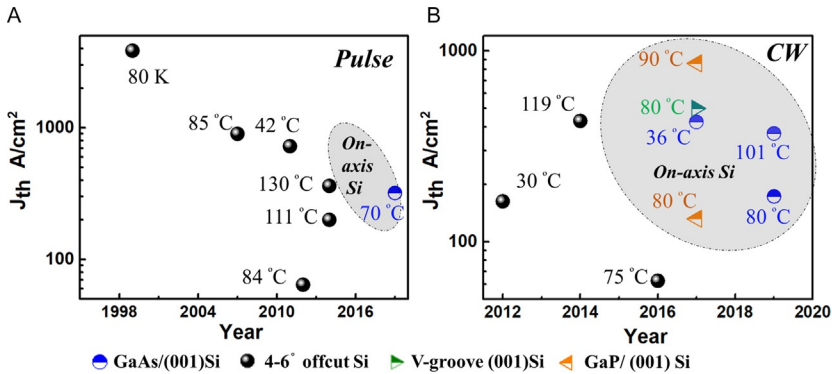 A
Pulse
80 K
85 °C
42 °C
On-
axis
Si
130 °C
70 °C
111 °C
84 °C
1000
100
J_th A/cm²
1998
2004
2010
2016
Year
B
CW
90 °C
119 °C
80 °C
36 °C
101 °C
30 °C
On-axis Si
80 °C
80 °C
75 °C
1000
100
J_th A/cm²
2012
2014
2016
2018
2020
Year
GaAs/(001)Si
4-6° offcut Si
V-groove (001)Si
GaP/ (001) Si